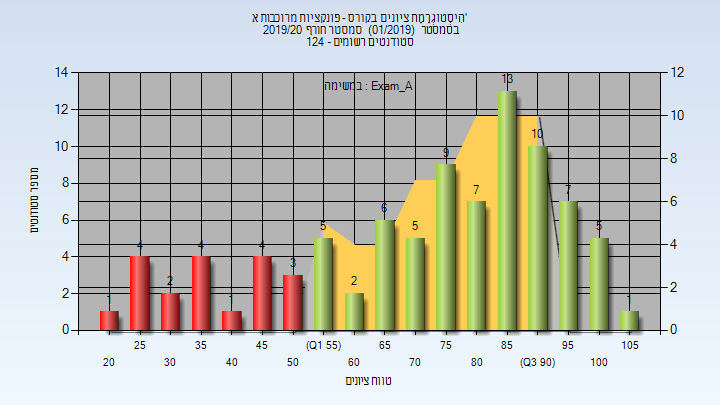 הִיסְטוֹגְרַמַּת ציונים בקורס - פונקציות מרוכבות א'
בסמסטר (01/2019) סמסטר חורף 2019/20
סטודנטים רשומים - 124
במשימה : Exam_A
מספר סטודנטים
14 12 10 8 6 4 2 0
12 10 8 6 4 2 0
1 4 2 4 1 4 3 5 2 6 5 9 7 13 10 7 5 1
25 35 45 (Q1 55) 65 75 85 95 105
20 30 40 50 60 70 80 (Q3 90) 100
טווח ציונים